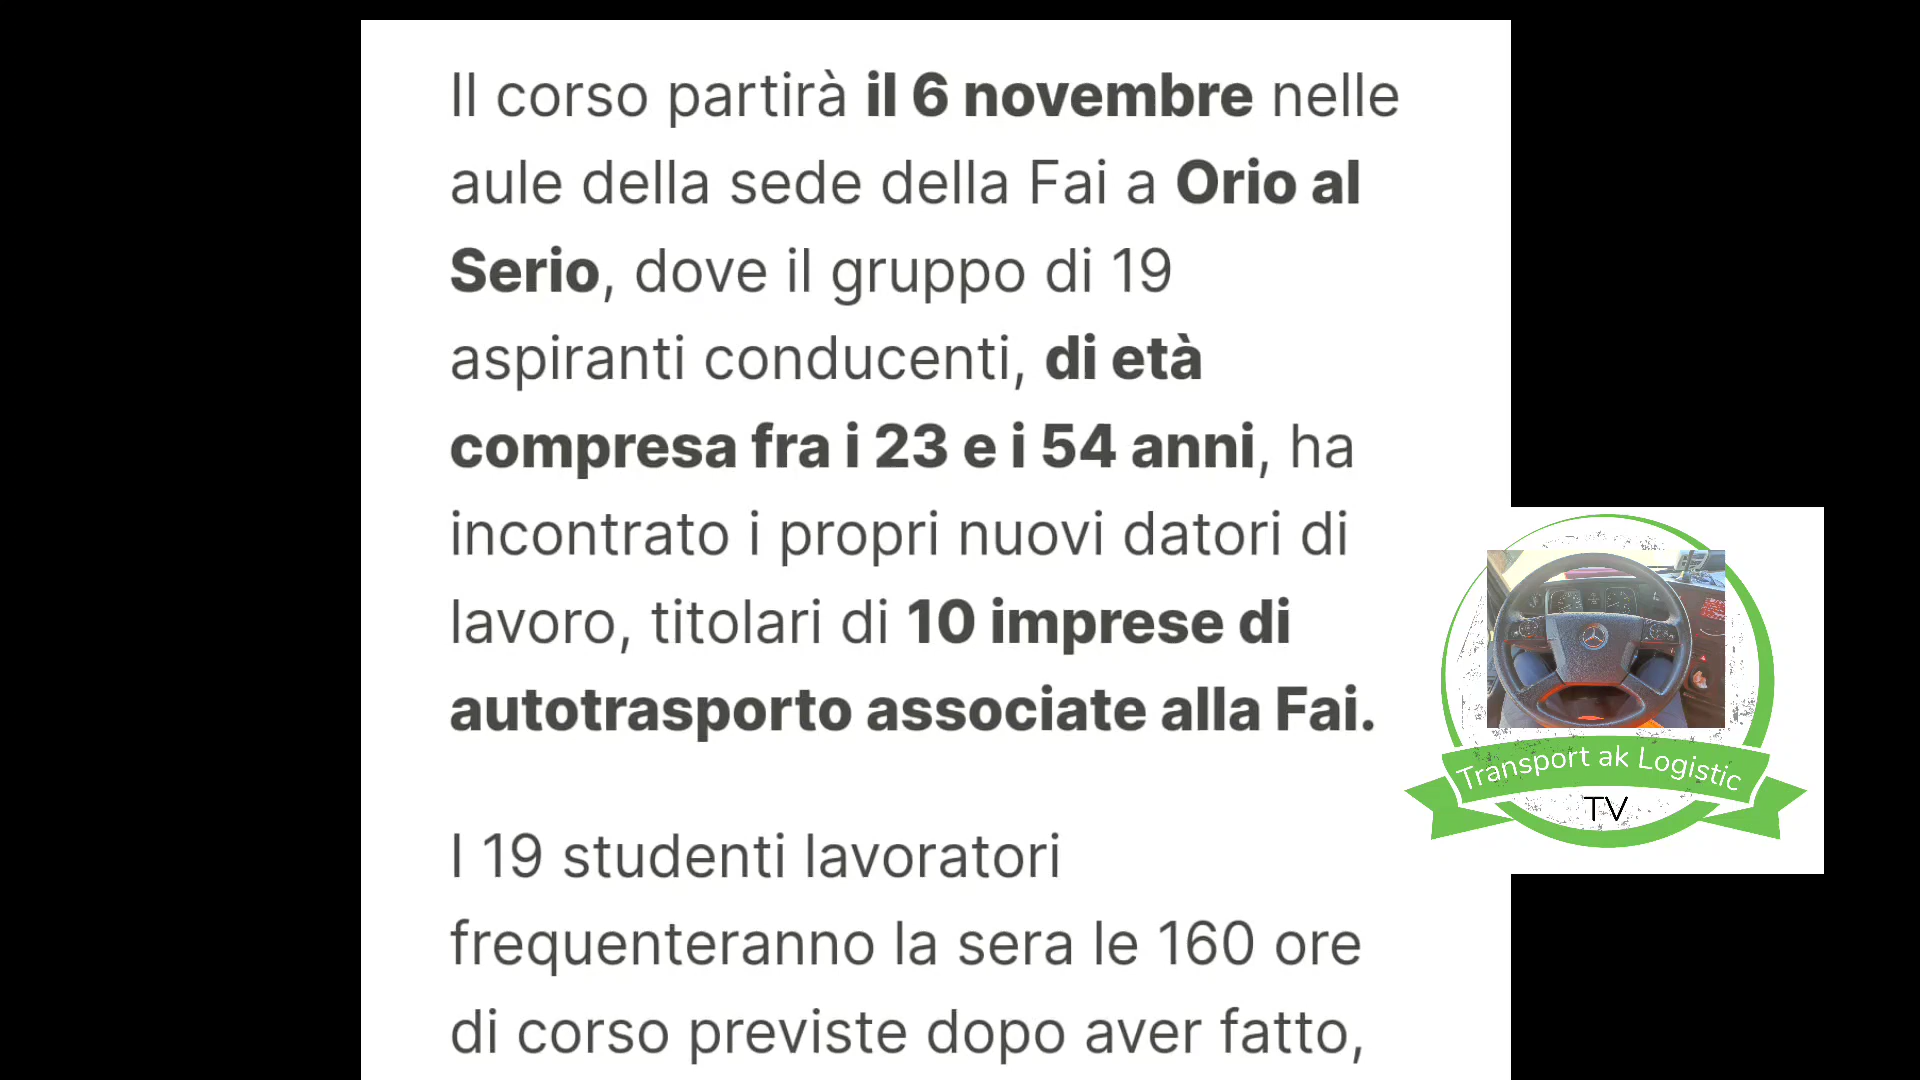 Il corso partirà il 6 novembre nelle
aule della sede della Fai a Orio al
Serio, dove il gruppo di 19
aspiranti conducenti, di età
compresa fra i 23 e i 54 anni, ha
incontrato i propri nuovi datori di
lavoro, titolari di 10 imprese di
autotrasporto associate alla Fai.
I 19 studenti lavoratori
frequenteranno la sera le 160 ore
di corso previste dopo aver fatto,
Transport ak Logistic
TV